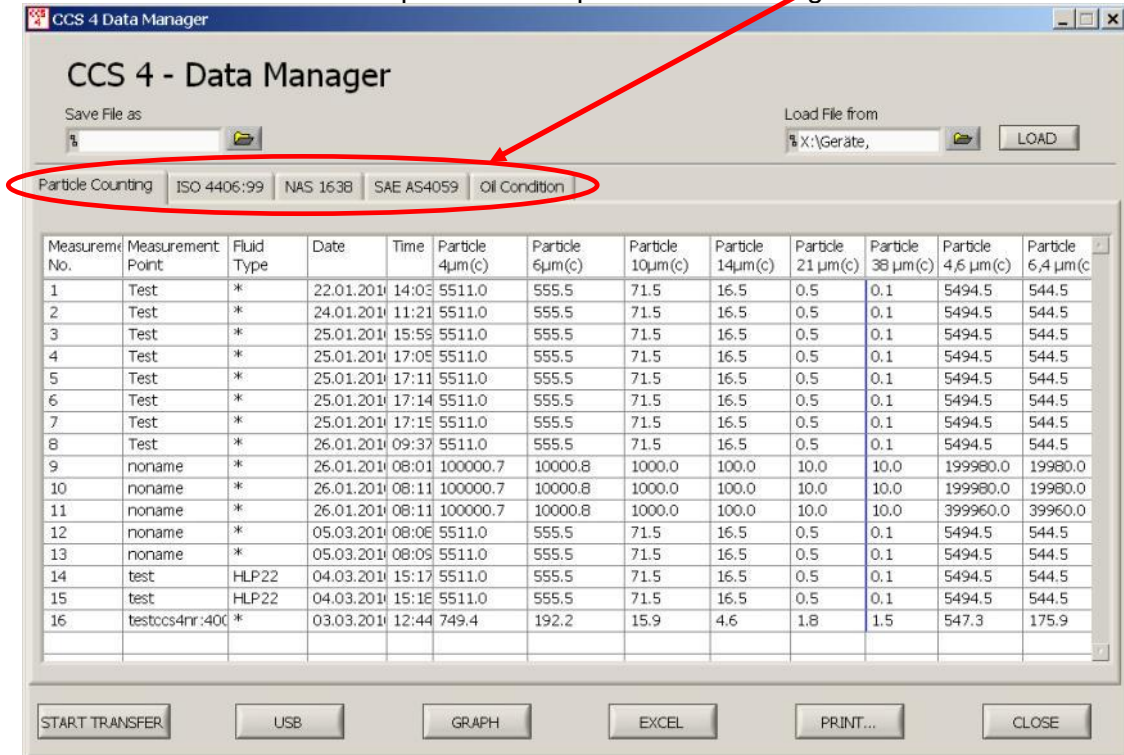 CCS 4 Data Manager
CCS 4 - Data Manager
Save File as
Load File from
X:\Geräte,
LOAD
Particle Counting ISO 4406:99 NAS 1638 SAE AS4059 Oil Condition
Measureme Measurement Fluid Date Time Particle Particle Particle Particle Particle Particle Particle Particle
No. Point Type 4µm(c) 6µm(c) 10µm(c) 14µm(c) 21 µm(c) 38 µm(c) 4,6 µm(c) 6,4 µm(c
1 Test * 22.01.201 14:03 5511.0 555.5 71.5 16.5 0.5 0.1 5494.5 544.5
2 Test * 24.01.201 11:21 5511.0 555.5 71.5 16.5 0.5 0.1 5494.5 544.5
3 Test * 25.01.201 15:59 5511.0 555.5 71.5 16.5 0.5 0.1 5494.5 544.5
4 Test * 25.01.201 17:05 5511.0 555.5 71.5 16.5 0.5 0.1 5494.5 544.5
5 Test * 25.01.201 17:11 5511.0 555.5 71.5 16.5 0.5 0.1 5494.5 544.5
6 Test * 25.01.201 17:14 5511.0 555.5 71.5 16.5 0.5 0.1 5494.5 544.5
7 Test * 25.01.201 17:15 5511.0 555.5 71.5 16.5 0.5 0.1 5494.5 544.5
8 Test * 26.01.201 09:37 5511.0 555.5 71.5 16.5 0.5 0.1 5494.5 544.5
9 noname * 26.01.201 08:01 100000.7 10000.8 1000.0 100.0 10.0 10.0 199980.0 19980.0
10 noname * 26.01.201 08:11 100000.7 10000.8 1000.0 100.0 10.0 10.0 199980.0 19980.0
11 noname * 26.01.201 08:11 100000.7 10000.8 1000.0 100.0 10.0 10.0 399960.0 39960.0
12 noname * 05.03.201 08:08 5511.0 555.5 71.5 16.5 0.5 0.1 5494.5 544.5
13 noname * 05.03.201 08:09 5511.0 555.5 71.5 16.5 0.5 0.1 5494.5 544.5
14 test HLP22 04.03.201 15:17 5511.0 555.5 71.5 16.5 0.5 0.1 5494.5 544.5
15 test HLP22 04.03.201 15:18 5511.0 555.5 71.5 16.5 0.5 0.1 5494.5 544.5
16 testccs4nr:400 * 03.03.201 12:44 749.4 192.2 15.9 4.6 1.8 1.5 547.3 175.9
START TRANSFER USB GRAPH EXCEL PRINT... CLOSE